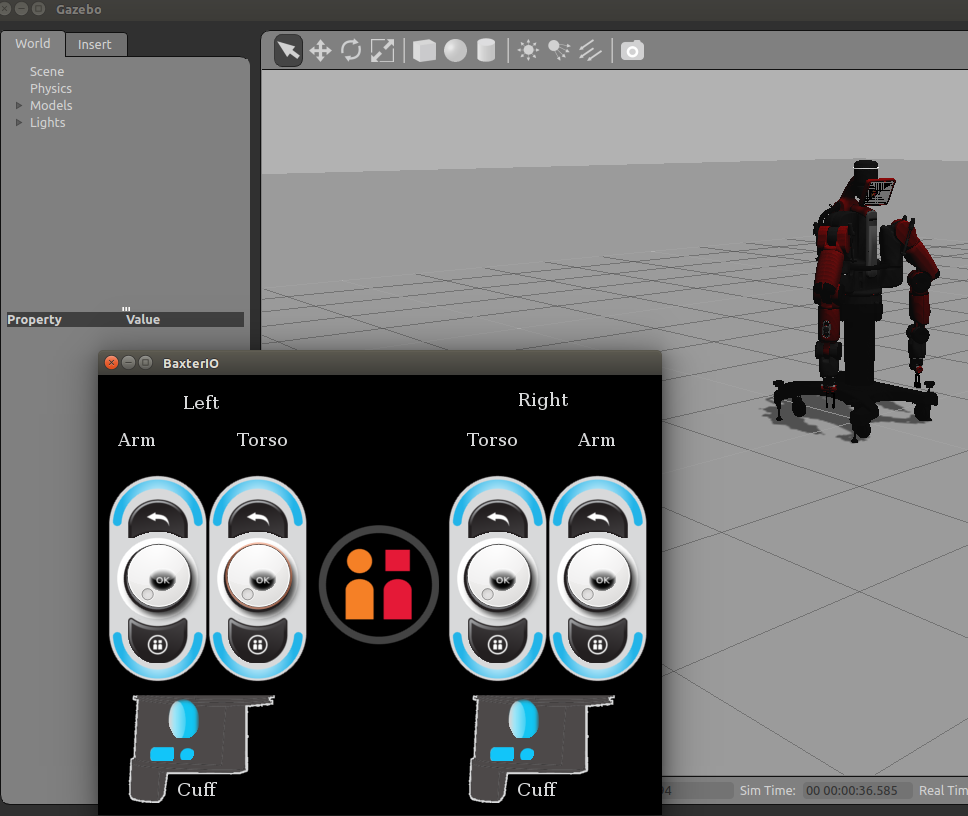 Gazebo
World
Insert
Scene
Physics
Models
Lights
Property
Value
BaxterIO
Left
Right
Arm
Torso
Torso
Arm
OK
OK
OK
OK
Cuff
Cuff
Sim Time:
00 00:00:36.585
Real Tim